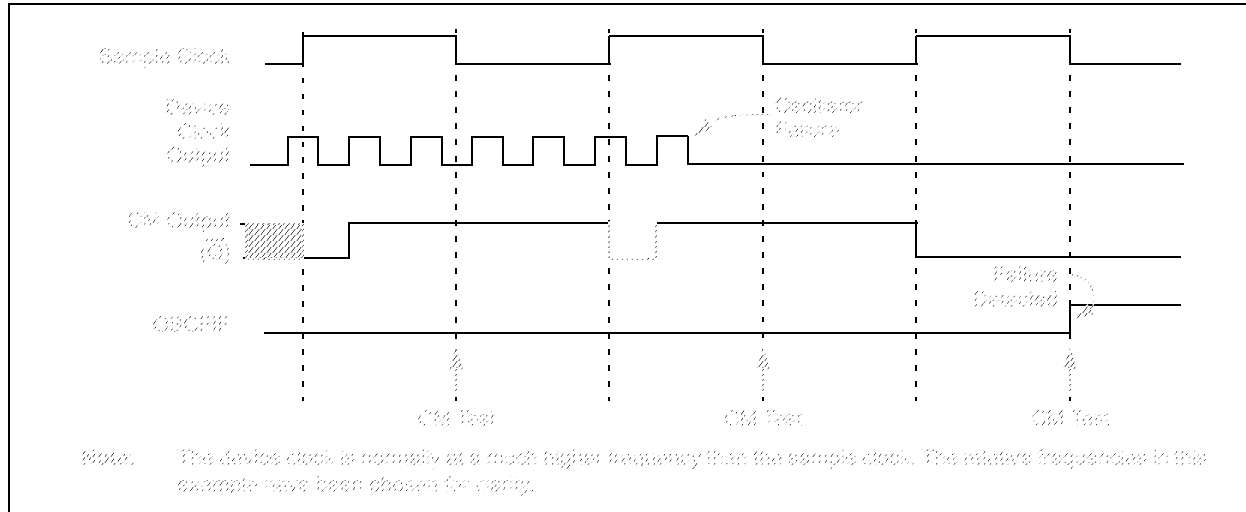 Sample Clock
Device
Clock
Output
Oscillator
Failure
CM Output
(Q̅)
Failure
Detected
OSCFIF
CM Test CM Test CM Test
Note: The device clock is normally at a much higher frequency than the sample clock. The relative frequencies in this
example have been chosen for clarity.